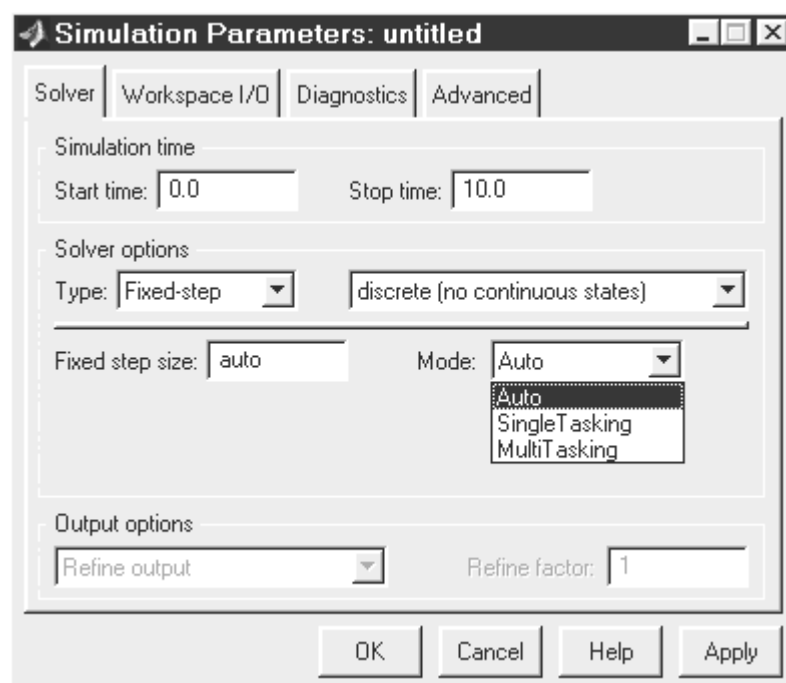 Simulation Parameters: untitled
Solver Workspace I/O Diagnostics Advanced
Simulation time
Start time: 0.0 Stop time: 10.0
Solver options
Type: Fixed-step discrete (no continuous states)
Fixed step size: auto Mode: Auto
Auto
SingleTasking
MultiTasking
Output options
Refine output Refine factor: 1
OK Cancel Help Apply